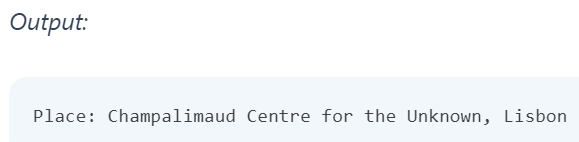 Output:
Place: Champalimaud Centre for the Unknown, Lisbon